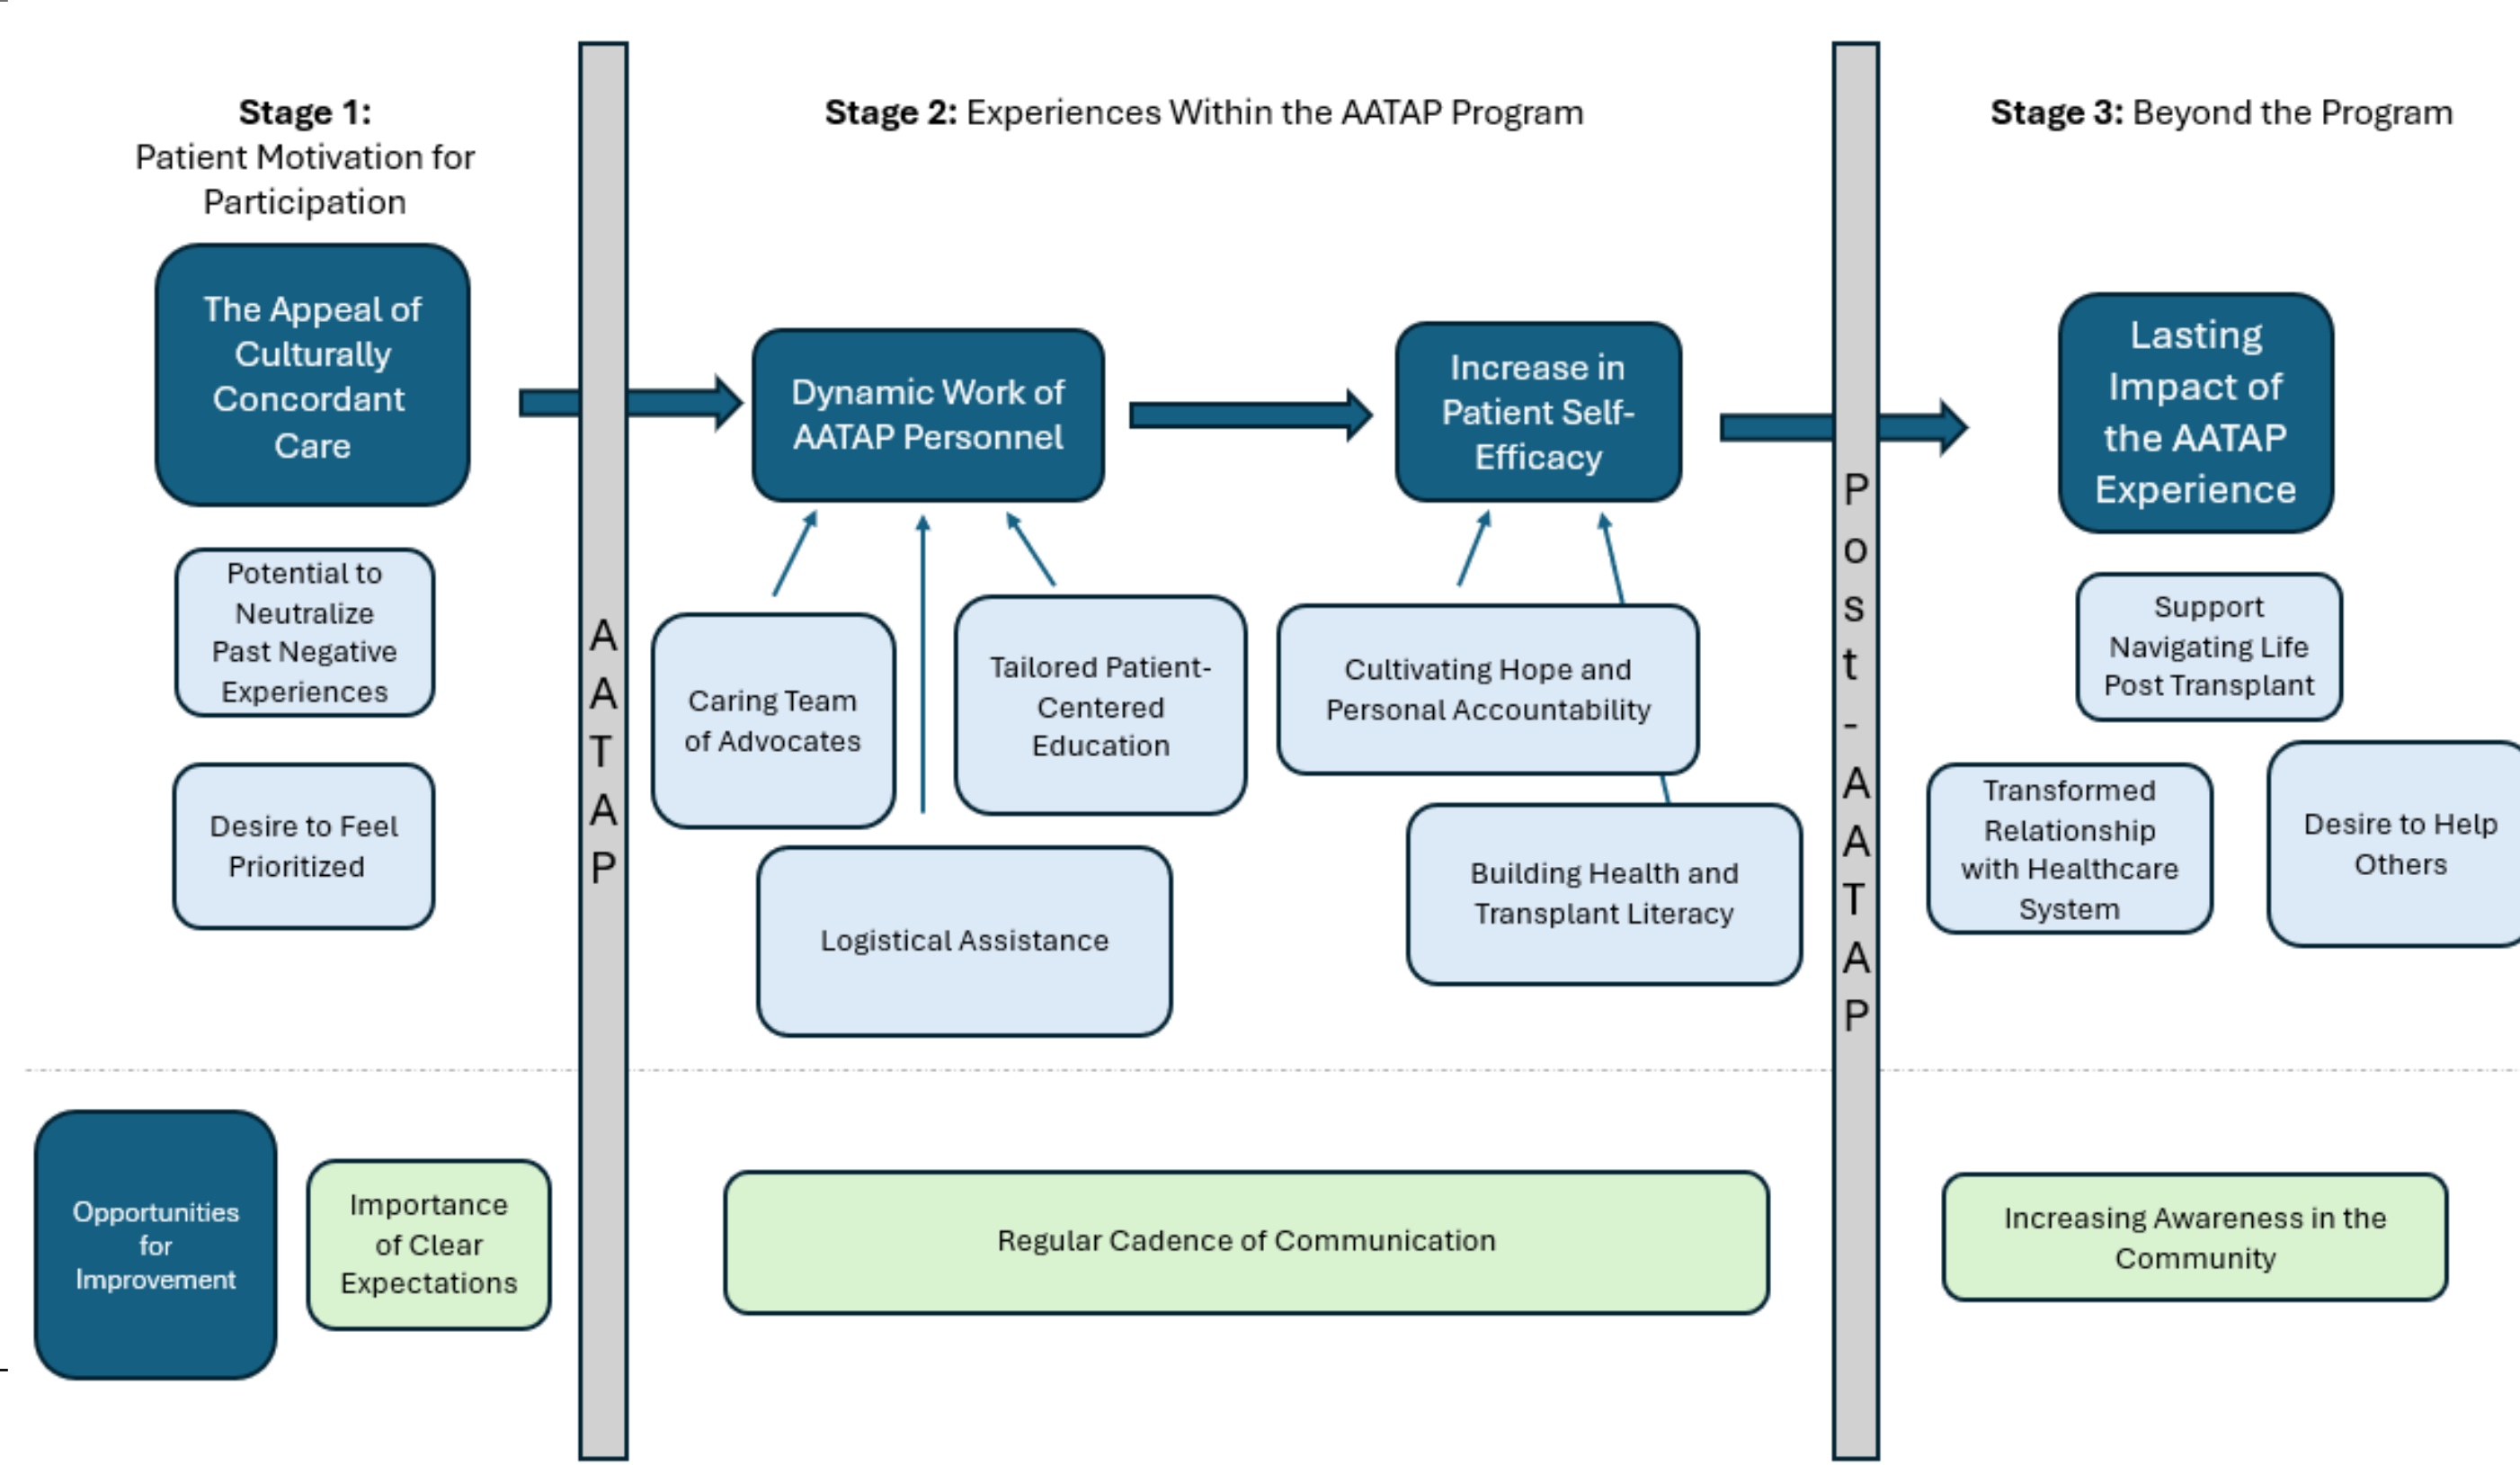 Stage 1:
Patient Motivation for
Participation
The Appeal of
Culturally
Concordant
Care
Potential to
Neutralize
Past Negative
Experiences
Desire to Feel
Prioritized
A
A
T
A
P
Stage 2: Experiences Within the AATAP Program
Dynamic Work of
AATAP Personnel
Increase in
Patient Self-
Efficacy
Caring Team
of Advocates
Tailored Patient-
Centered
Education
Logistical Assistance
Cultivating Hope and
Personal Accountability
Building Health and
Transplant Literacy
P
o
s
t
-
A
A
T
A
P
Stage 3: Beyond the Program
Lasting
Impact of
the AATAP
Experience
Support
Navigating Life
Post Transplant
Transformed
Relationship
with Healthcare
System
Desire to Help
Others
Opportunities
for
Improvement
Importance
of Clear
Expectations
Regular Cadence of Communication
Increasing Awareness in the
Community